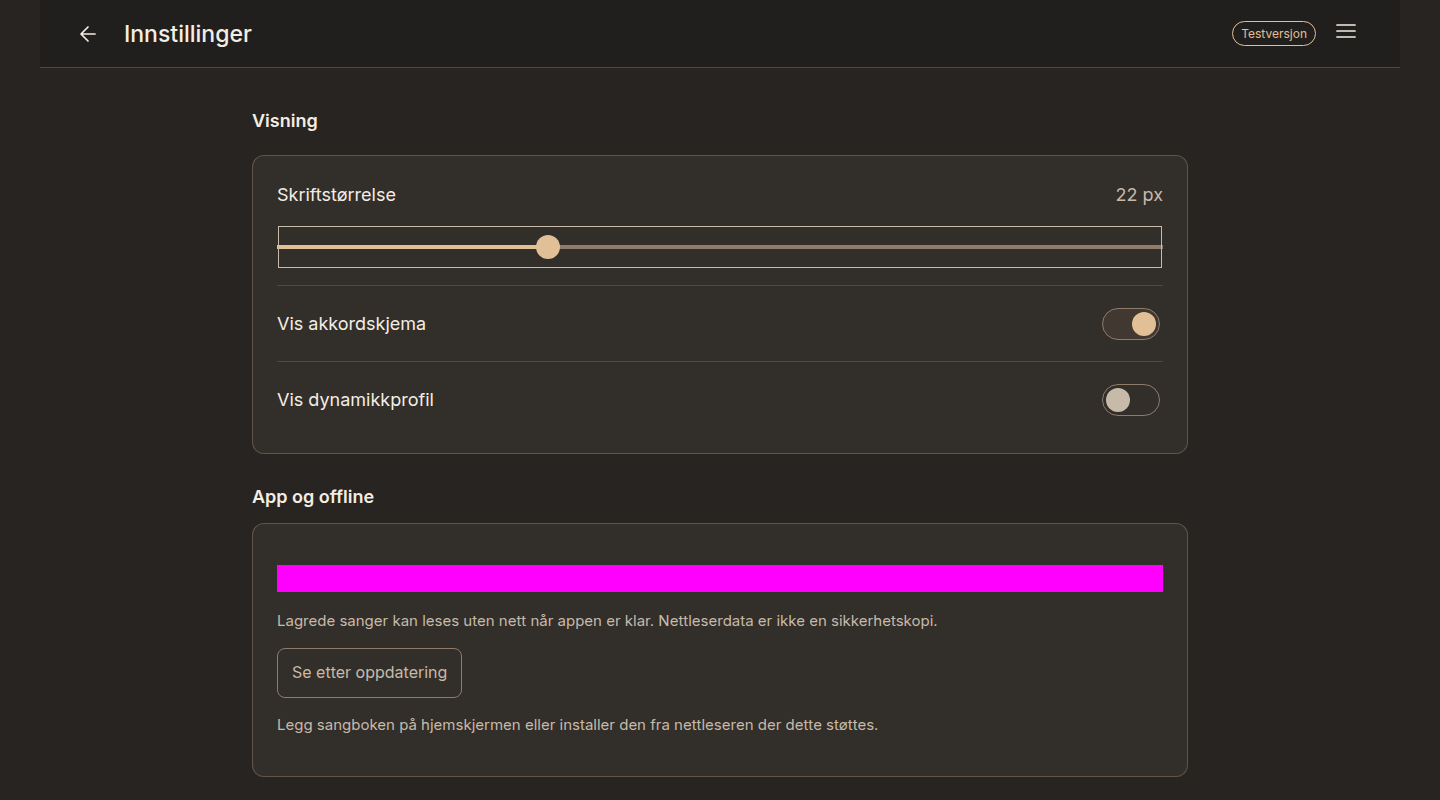 Innstillinger
Testversjon
Visning
Skriftstørrelse
22 px
Vis akkordskjema
Vis dynamikkprofil
App og offline
Lagrede sanger kan leses uten nett når appen er klar. Nettleserdata er ikke en sikkerhetskopi.
Se etter oppdatering
Legg sangboken på hjemskjermen eller installer den fra nettleseren der dette støttes.